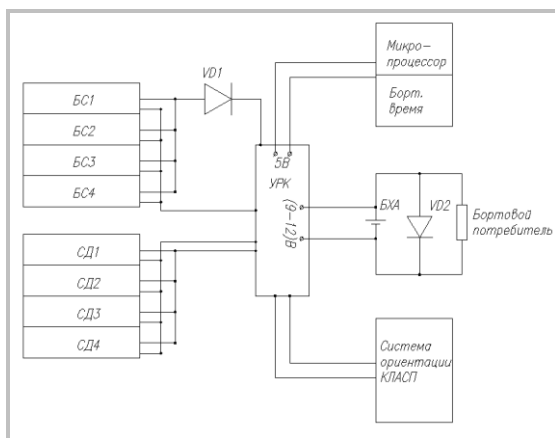 БС1
БС2
БС3
БС4
VD1
СД1
СД2
СД3
СД4
5В
УРК
(9-12)В
Микро-
процессор
Борт.
время
БХА
VD2
Бортовой
потребитель
Система
ориентации
КЛАСП